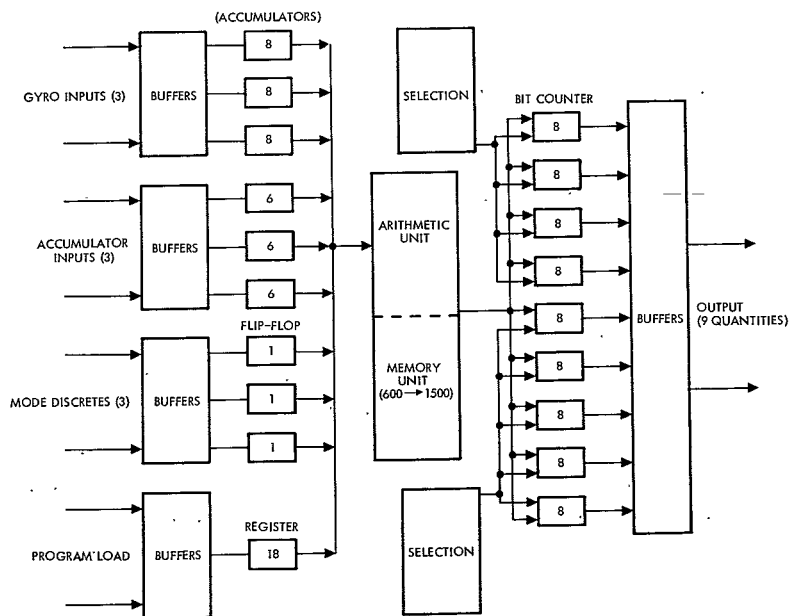 (ACCUMULATORS)
GYRO INPUTS (3)
BUFFERS
8
8
8
ACCUMULATOR
INPUTS (3)
BUFFERS
6
6
6
FLIP-FLOP
MODE DISCRETES (3)
BUFFERS
1
1
1
PROGRAM LOAD
BUFFERS
REGISTER
18
SELECTION
ARITHMETIC
UNIT
MEMORY
UNIT
(600→1500)
SELECTION
BIT COUNTER
8
8
8
8
8
8
8
8
8
BUFFERS
OUTPUT
(9 QUANTITIES)